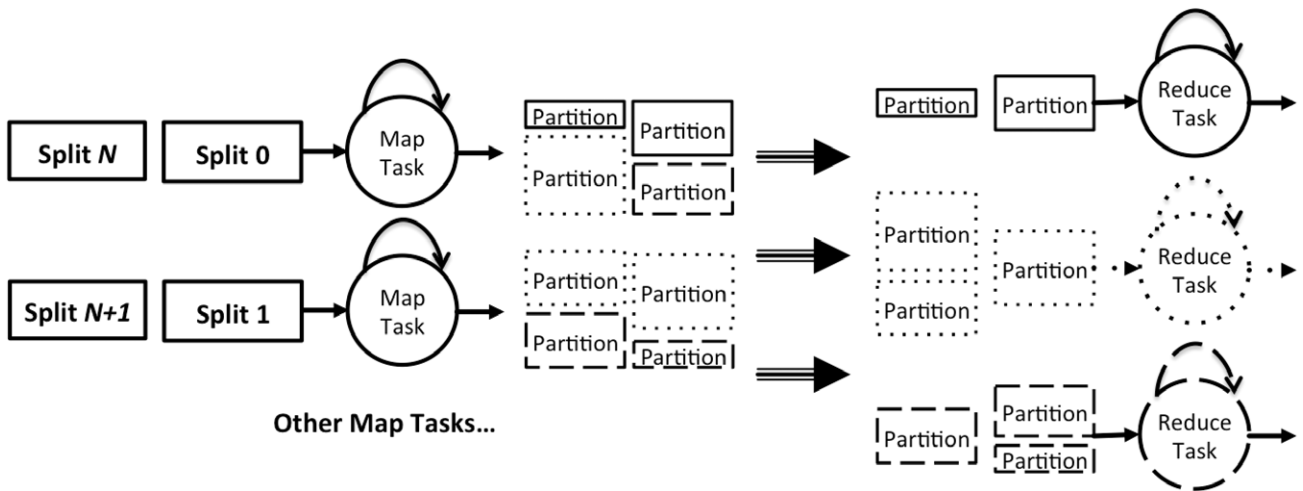 Split N
Split 0
Map
Task
Partition
Partition
Partition
Partition
Split N+1
Split 1
Map
Task
Partition
Partition
Partition
Partition
Other Map Tasks…
Partition
Partition
Reduce
Task
Partition
Partition
Partition
Reduce
Task
Partition
Partition
Partition
Reduce
Task